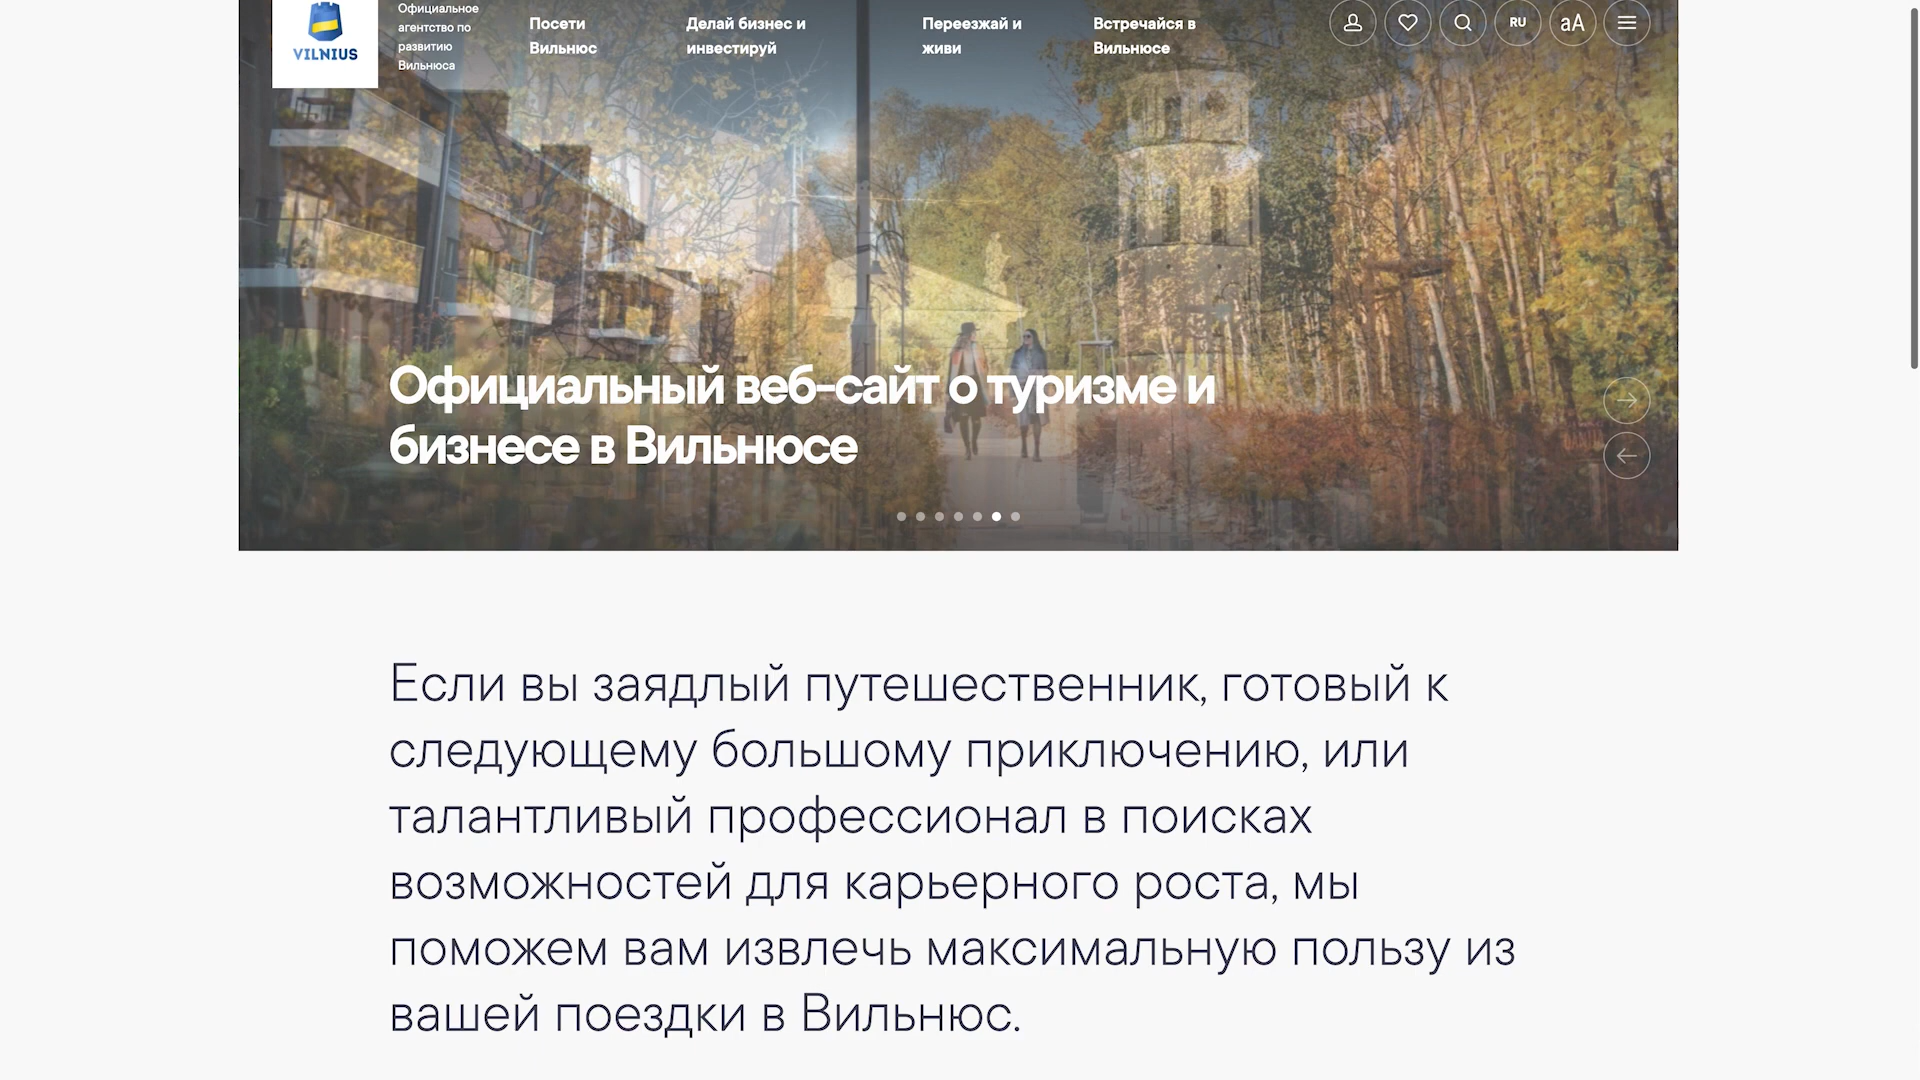 VILNIUS
Официальное
агентство по
развитию
Вильнюса
Посети
Вильнюс
Делай бизнес и
инвестируй
Переезжай и
живи
Встречайся в
Вильнюсе
RU
aA
Официальный веб-сайт о туризме и
бизнесе в Вильнюсе
Если вы заядлый путешественник, готовый к
следующему большому приключению, или
талантливый профессионал в поисках
возможностей для карьерного роста, мы
поможем вам извлечь максимальную пользу из
вашей поездки в Вильнюс.